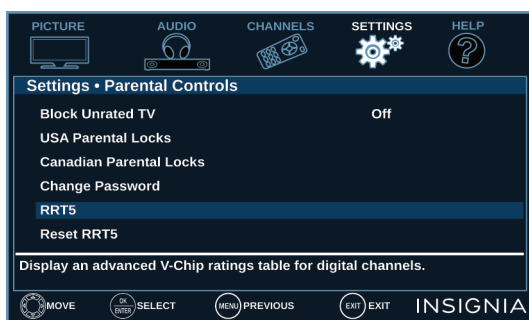 PICTURE AUDIO CHANNELS SETTINGS HELP
?
Settings • Parental Controls
Block Unrated TV Off
USA Parental Locks
Canadian Parental Locks
Change Password
RRT5
Reset RRT5
Display an advanced V-Chip ratings table for digital channels.
MOVE OK ENTER SELECT MENU PREVIOUS EXIT EXIT INSIGNIA